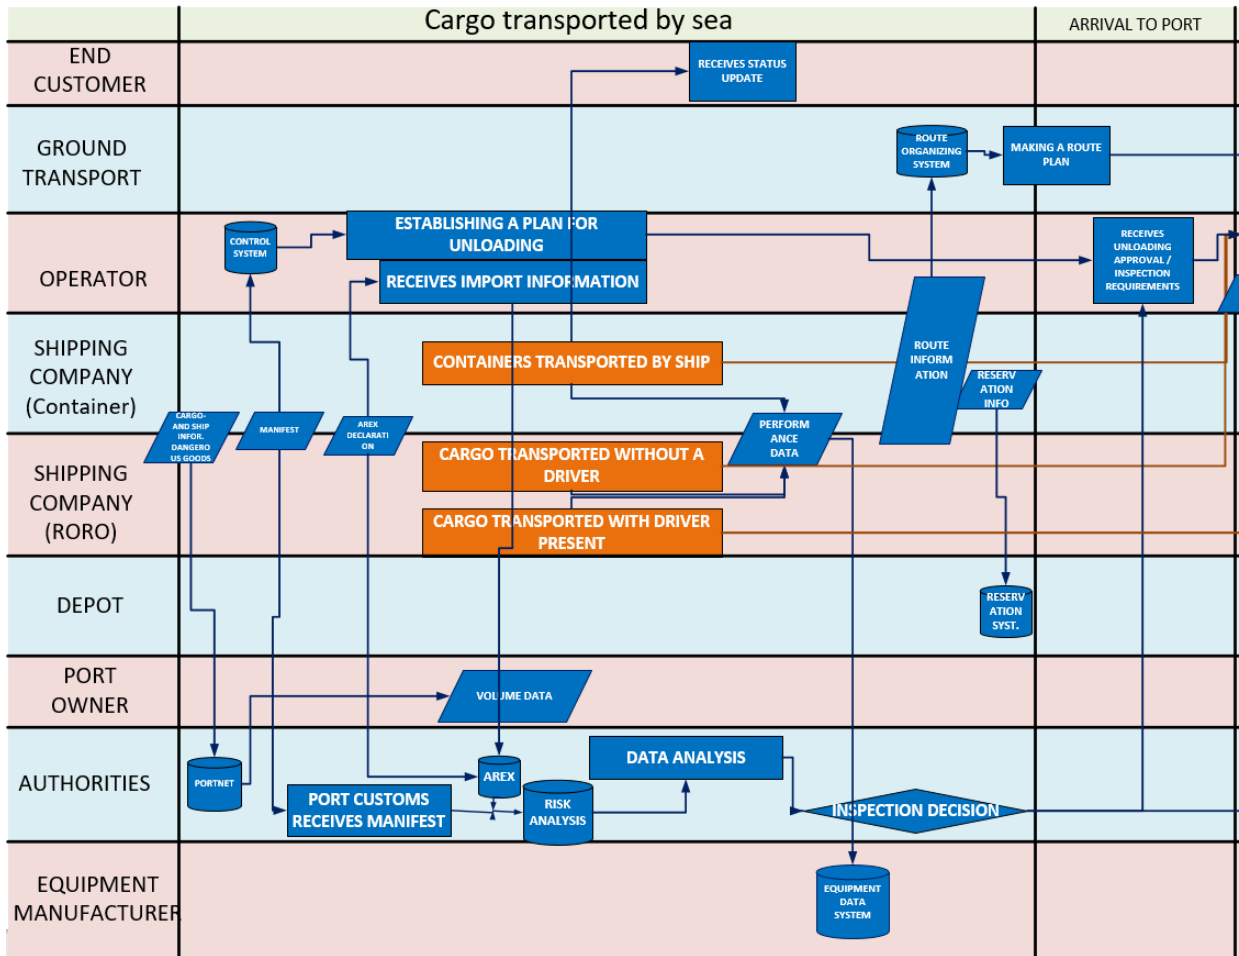 Cargo transported by sea
ARRIVAL TO PORT
END
CUSTOMER
RECEIVES STATUS
UPDATE
GROUND
TRANSPORT
ROUTE
ORGANIZING
SYSTEM
MAKING A ROUTE
PLAN
OPERATOR
CONTROL
SYSTEM
ESTABLISHING A PLAN FOR
UNLOADING
RECEIVES IMPORT INFORMATION
RECEIVES
UNLOADING
APPROVAL /
INSPECTION
REQUIREMENTS
SHIPPING
COMPANY
(Container)
CONTAINERS TRANSPORTED BY SHIP
ROUTE
INFORM
ATION
RESERV
ATION
INFO
CARGO-
AND SHIP
INFOR.
DANGERO
US GOODS
MANIFEST
AREX
DECLARATI
ON
PERFORM
ANCE
DATA
SHIPPING
COMPANY
(RORO)
CARGO TRANSPORTED WITHOUT A
DRIVER
CARGO TRANSPORTED WITH DRIVER
PRESENT
DEPOT
RESERV
ATION
SYST.
PORT
OWNER
VOLUME DATA
AUTHORITIES
PORTNET
PORT CUSTOMS
RECEIVES MANIFEST
AREX
RISK
ANALYSIS
DATA ANALYSIS
INSPECTION DECISION
EQUIPMENT
MANUFACTURER
EQUIPMENT
DATA
SYSTEM